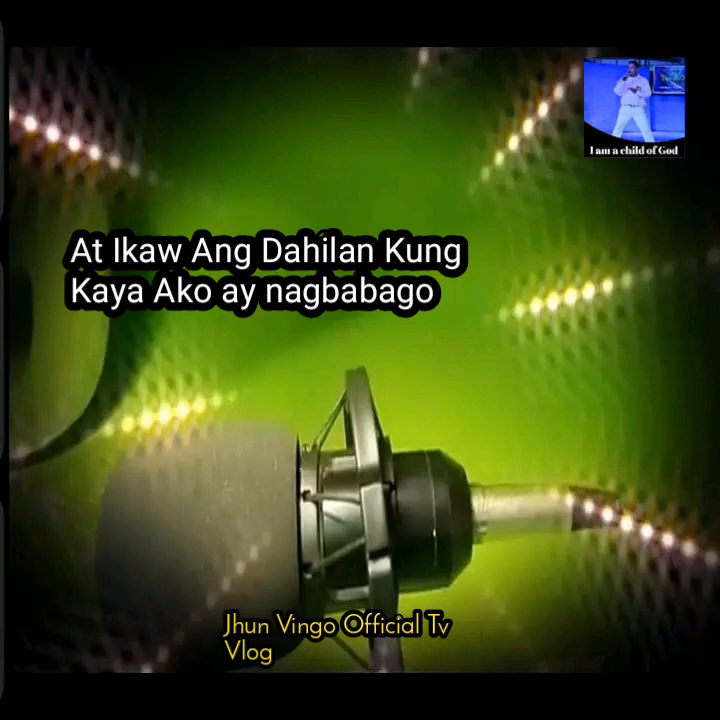 I am a child of God
At Ikaw Ang Dahilan Kung
Kaya Ako ay nagbabago
Jhun Vingo Official Tv
Vlog